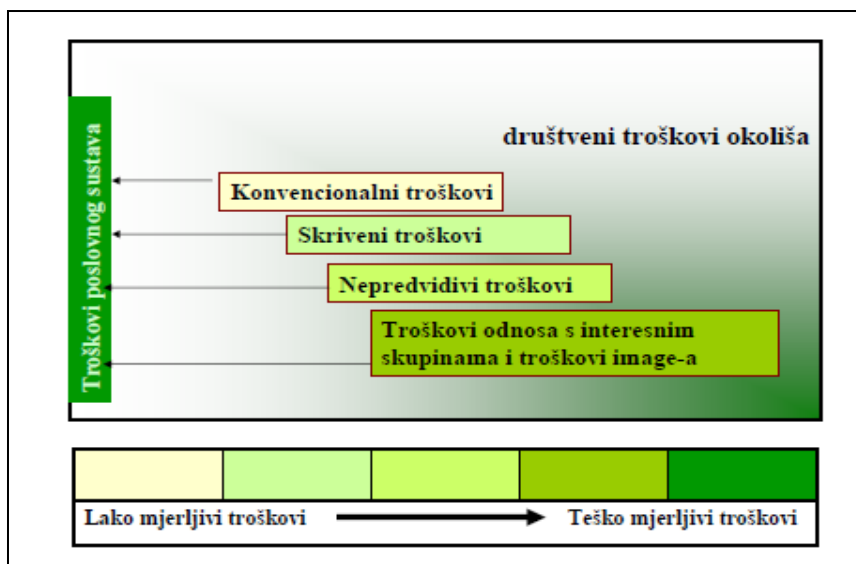 društveni troškovi okoliša
Troškovi poslovnog sustava
Konvencionalni troškovi
Skriveni troškovi
Nepredvidivi troškovi
Troškovi odnosa s interesnim
skupinama i troškovi image-a
Lako mjerljivi troškovi
Teško mjerljivi troškovi